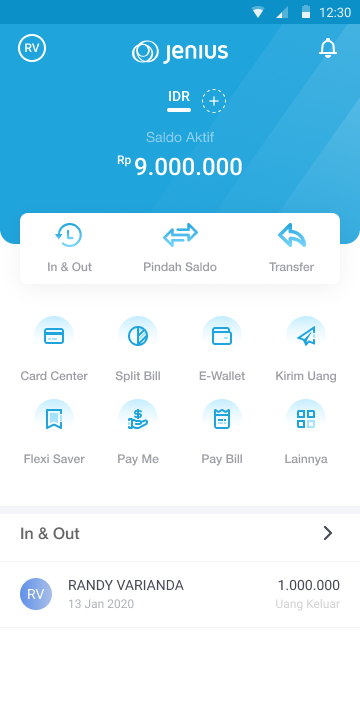 12:30
RV
Jenius
IDR
Saldo Aktif
Rp 9.000.000
In & Out
Pindah Saldo
Transfer
Card Center
Split Bill
E-Wallet
Kirim Uang
Flexi Saver
Pay Me
Pay Bill
Lainnya
In & Out
RV
RANDY VARIANDA
1.000.000
13 Jan 2020
Uang Keluar